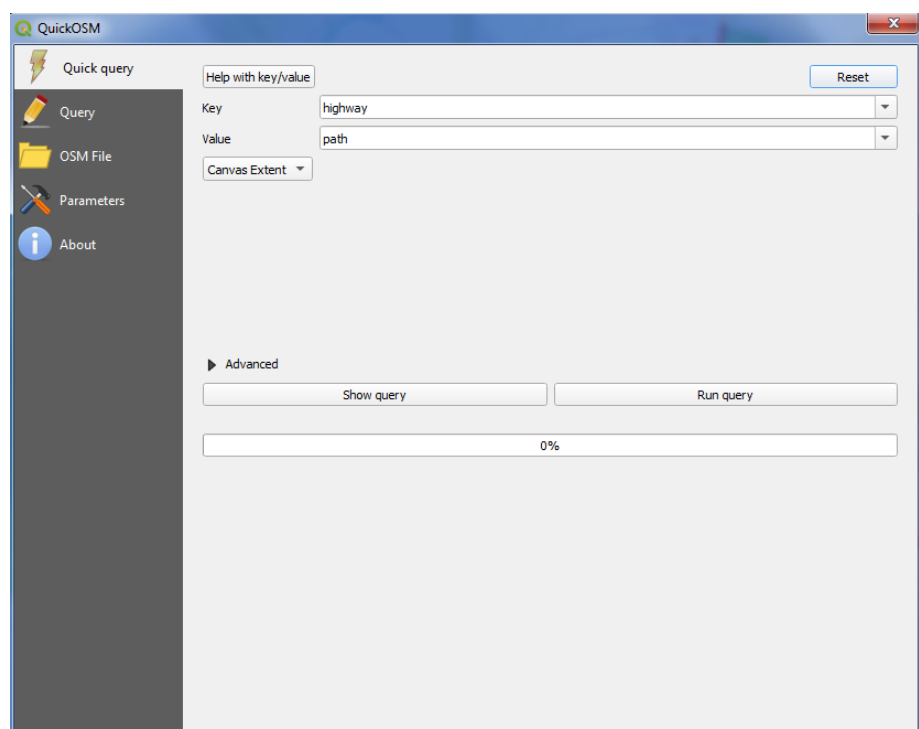 QuickOSM
Quick query
Query
OSM File
Parameters
About
Help with key/value
Reset
Key
highway
Value
path
Canvas Extent
Advanced
Show query
Run query
0%